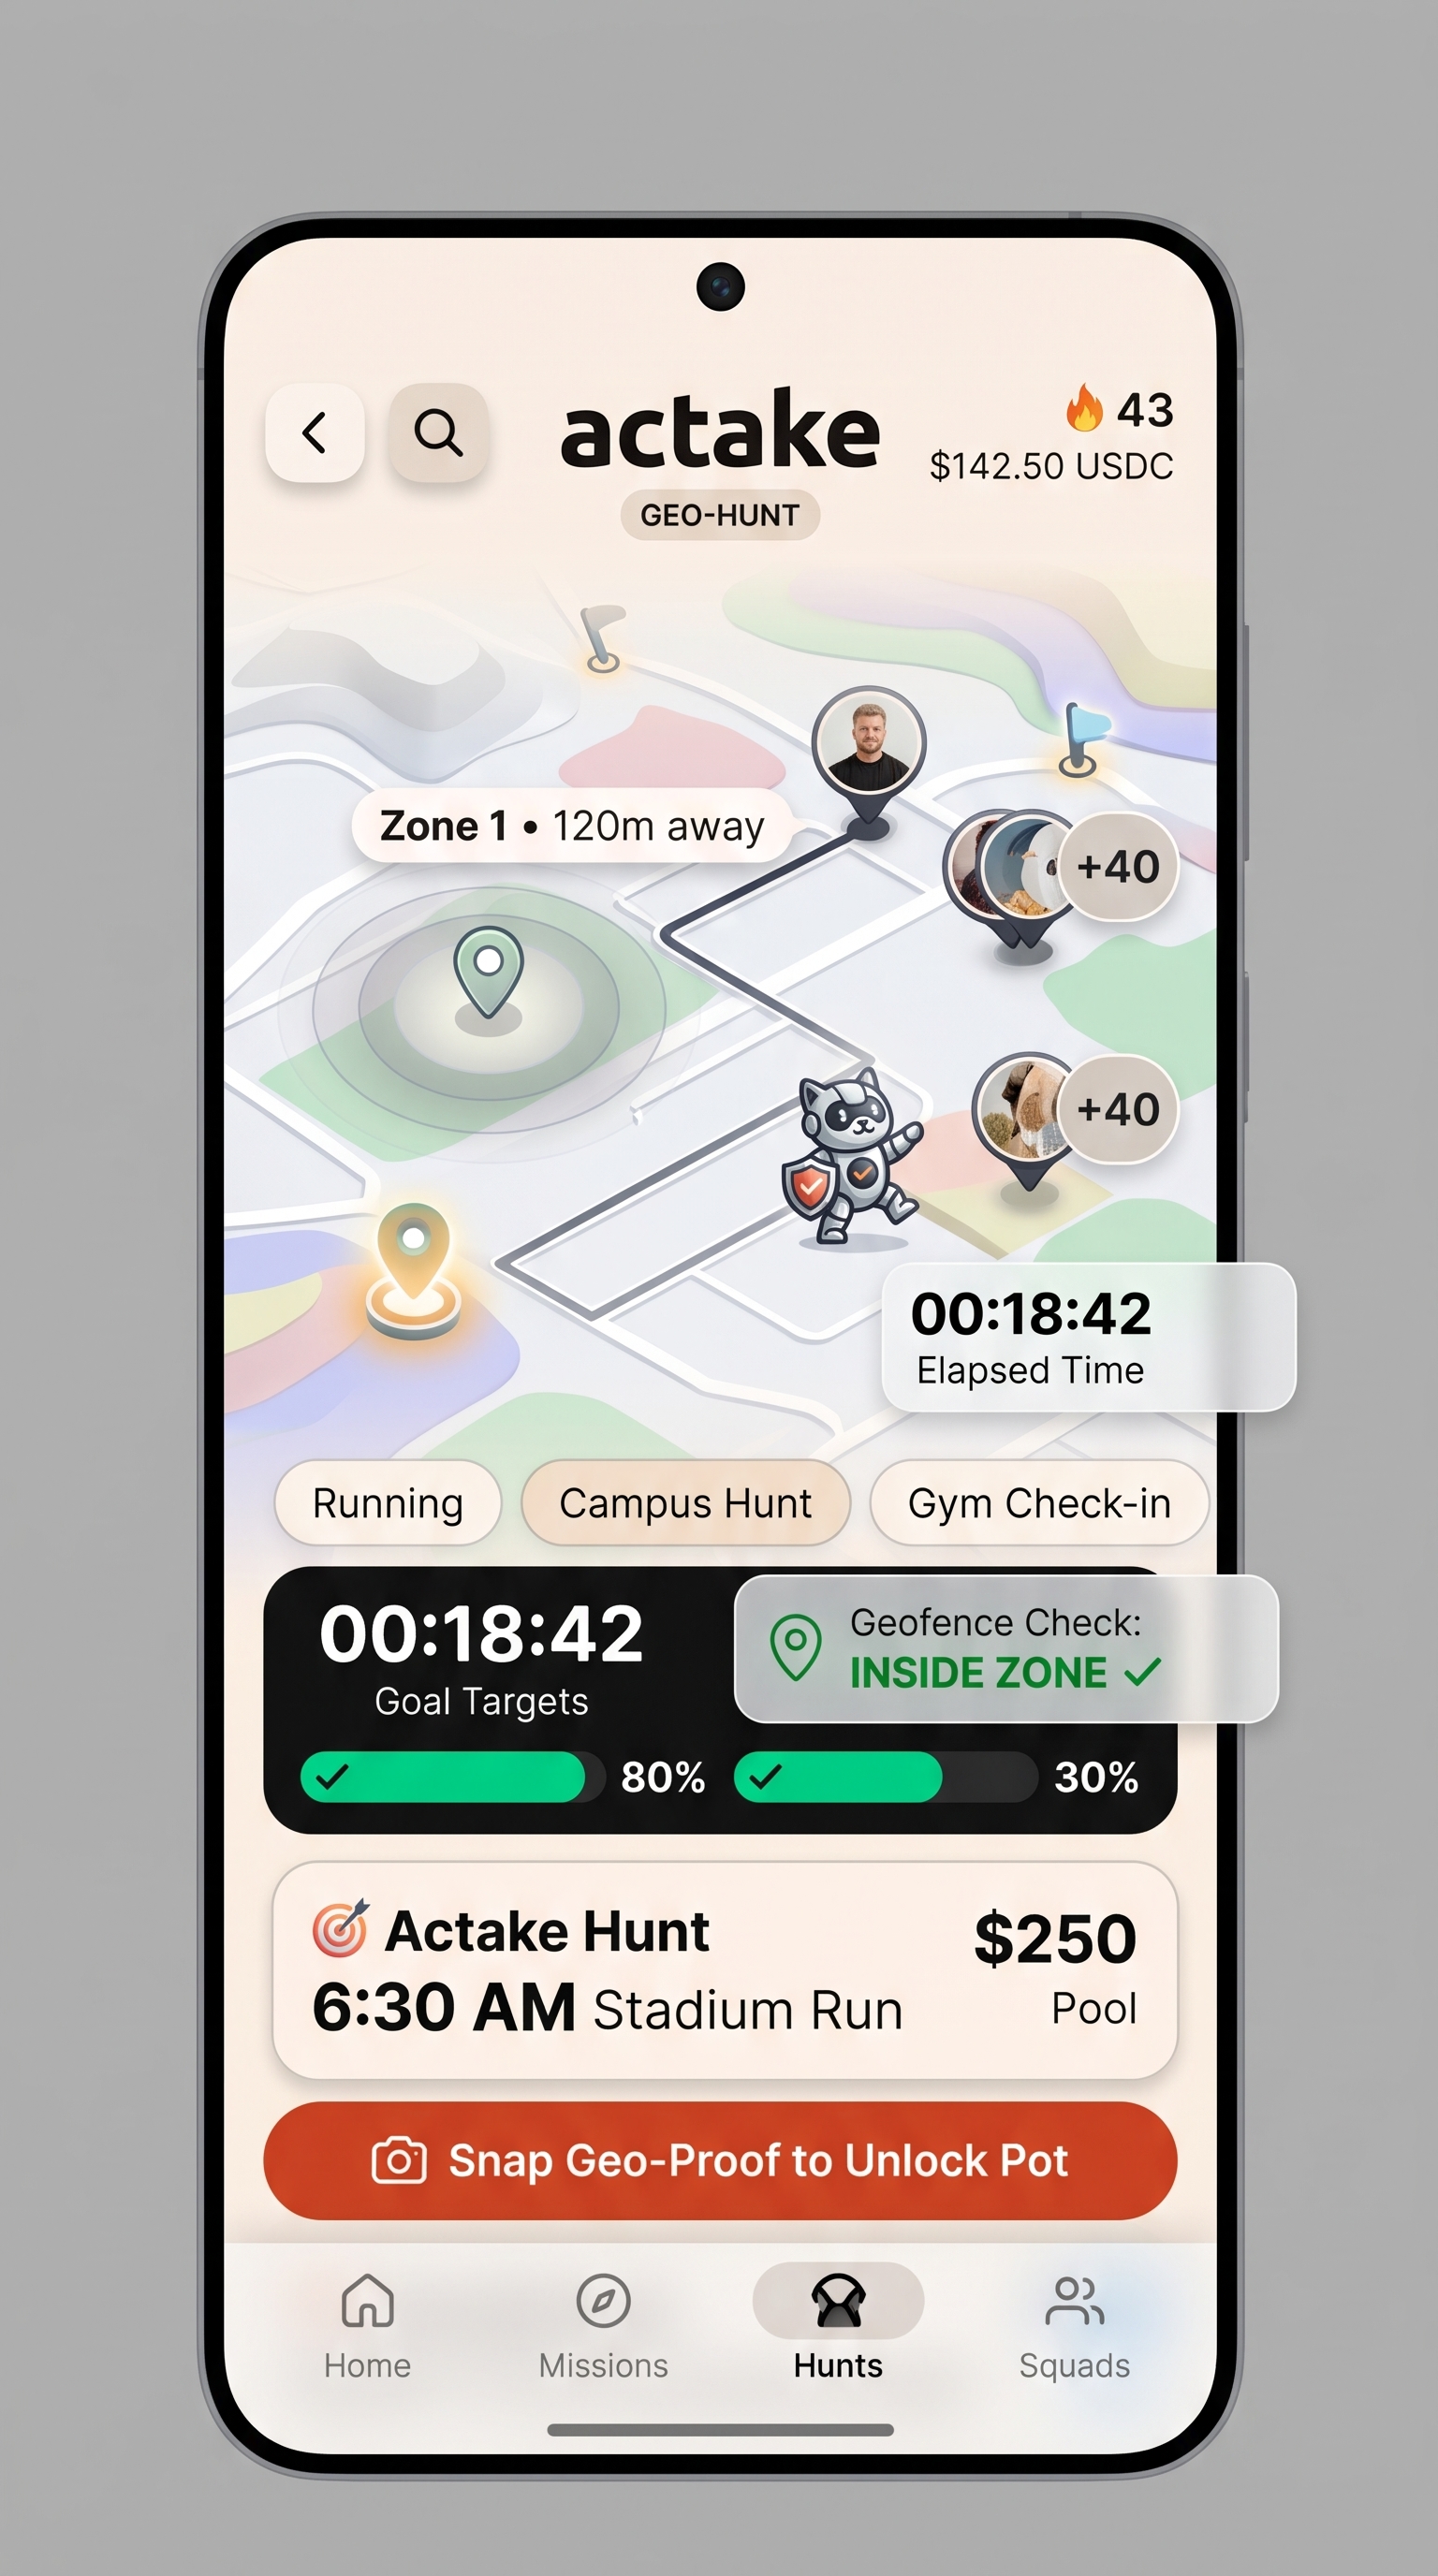 actake
43
$142.50 USDC
GEO-HUNT
Zone 1 • 120m away
+40
+40
00:18:42
Elapsed Time
Running
Campus Hunt
Gym Check-in
00:18:42
Goal Targets
Geofence Check:
INSIDE ZONE ✓
80%
30%
Actake Hunt
$250
6:30 AM Stadium Run
Pool
Snap Geo-Proof to Unlock Pot
Home
Missions
Hunts
Squads